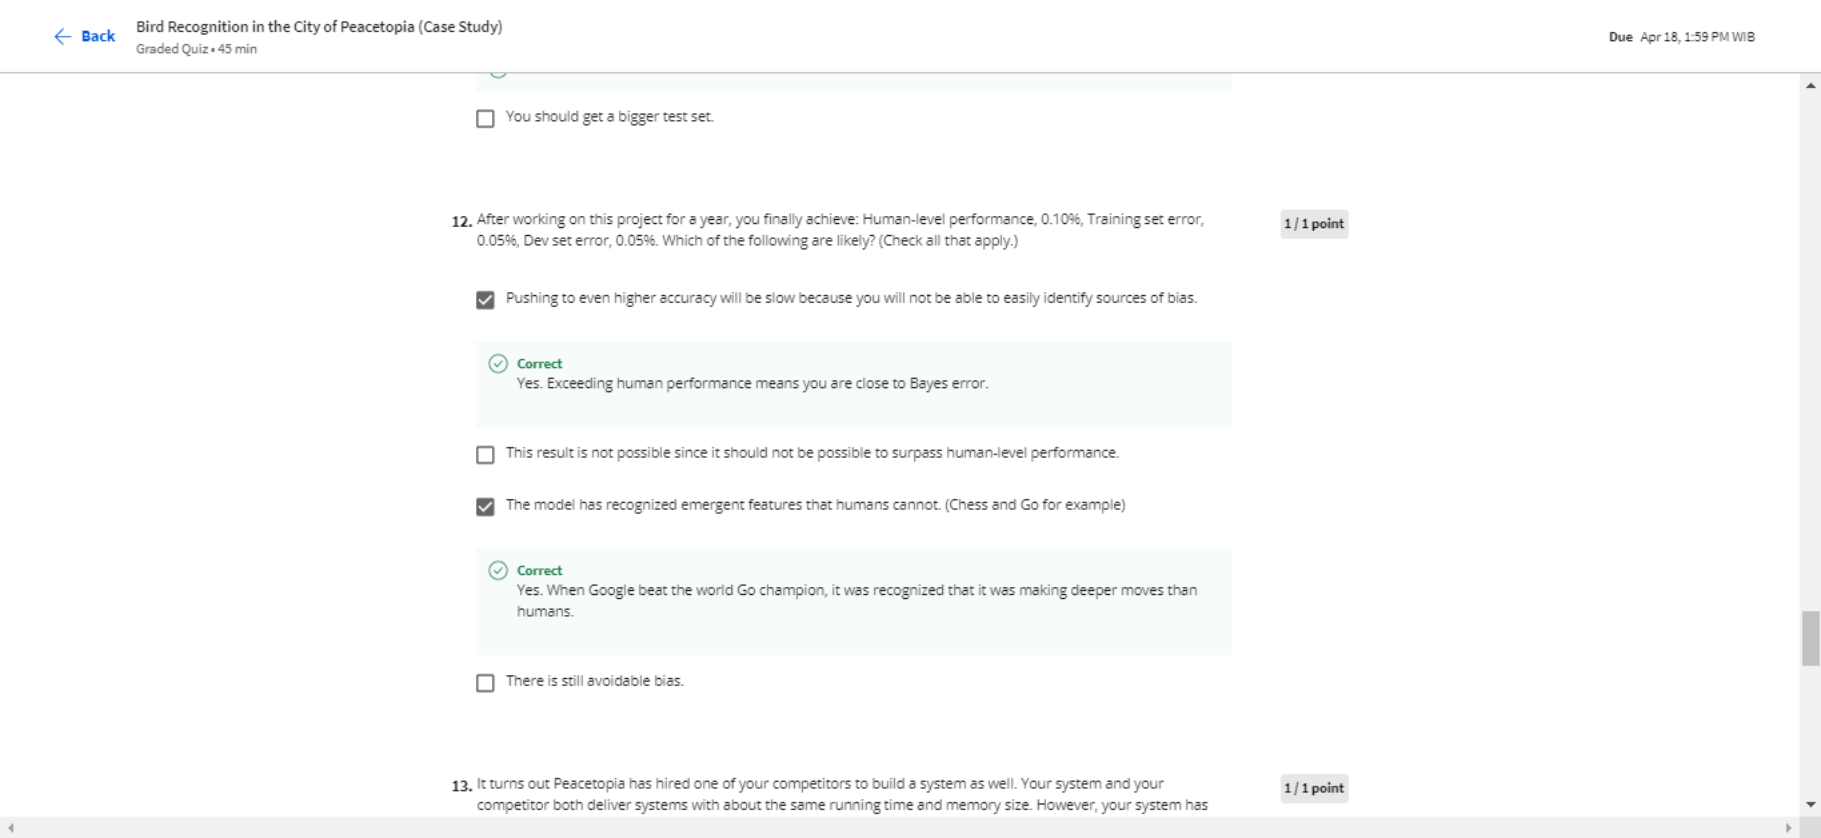 Back
Bird Recognition in the City of Peacetopia (Case Study)
Graded Quiz • 45 min
Due Apr 18, 1:59 PM WIB
You should get a bigger test set.
12. After working on this project for a year, you finally achieve: Human-level performance, 0.10%, Training set error,
0.05%, Dev set error, 0.05%. Which of the following are likely? (Check all that apply.)
1 / 1 point
Pushing to even higher accuracy will be slow because you will not be able to easily identify sources of bias.
Correct
Yes. Exceeding human performance means you are close to Bayes error.
This result is not possible since it should not be possible to surpass human-level performance.
The model has recognized emergent features that humans cannot. (Chess and Go for example)
Correct
Yes. When Google beat the world Go champion, it was recognized that it was making deeper moves than
humans.
There is still avoidable bias.
13. It turns out Peacetopia has hired one of your competitors to build a system as well. Your system and your
competitor both deliver systems with about the same running time and memory size. However, your system has
1 / 1 point